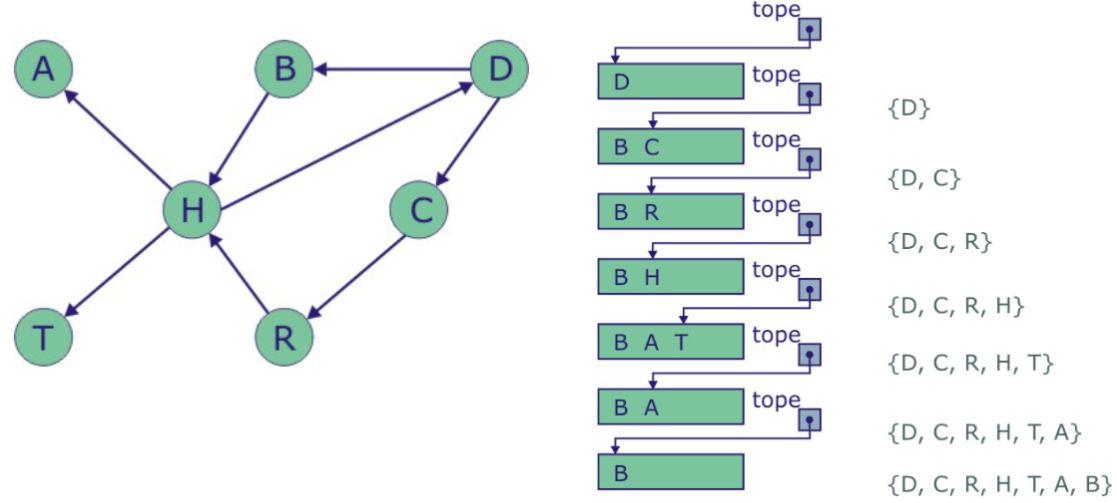 A
B
D
H
C
T
R
tope
D
tope
{D}
B C
tope
{D, C}
B R
tope
{D, C, R}
B H
tope
{D, C, R, H}
B A T
tope
{D, C, R, H, T}
B A
tope
{D, C, R, H, T, A}
B
{D, C, R, H, T, A, B}